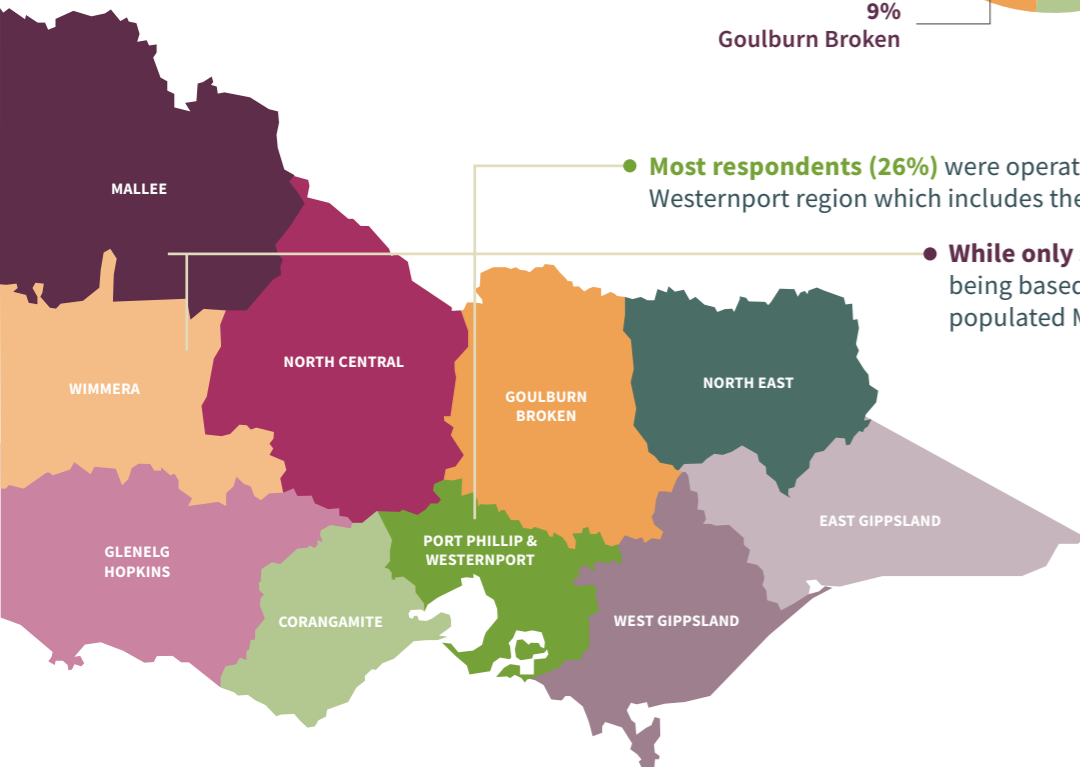 9%
Goulburn Broken
Most respondents (26%) were operat
Westernport region which includes the
While only
being based
populated M
MALLEE
NORTH CENTRAL
WIMMERA
GOULBURN
BROKEN
NORTH EAST
EAST GIPPSLAND
PORT PHILLIP &
WESTERNPORT
GLENELG
HOPKINS
CORANGAMITE
WEST GIPPSLAND